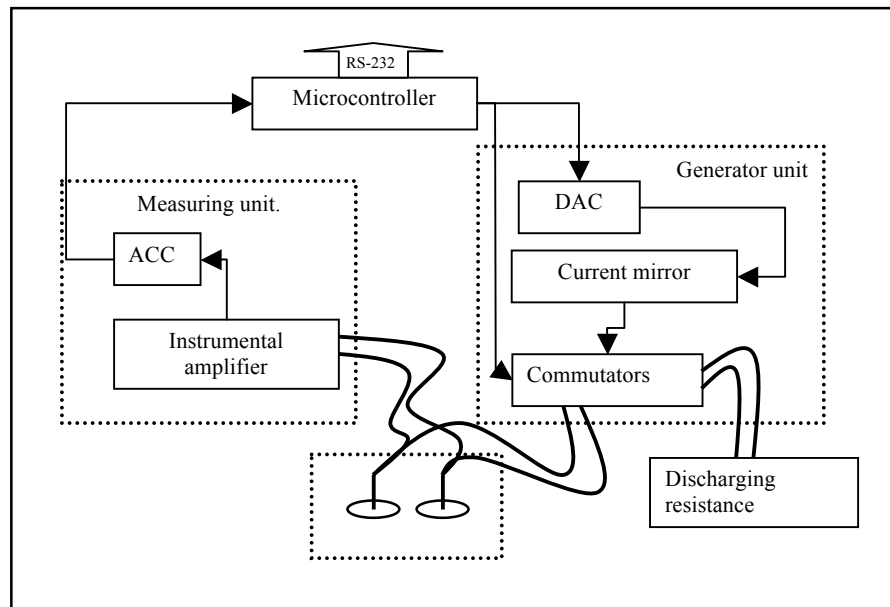 RS-232
Microcontroller
Generator unit
Measuring unit.
DAC
ACC
Current mirror
Instrumental
amplifier
Commutators
Discharging
resistance